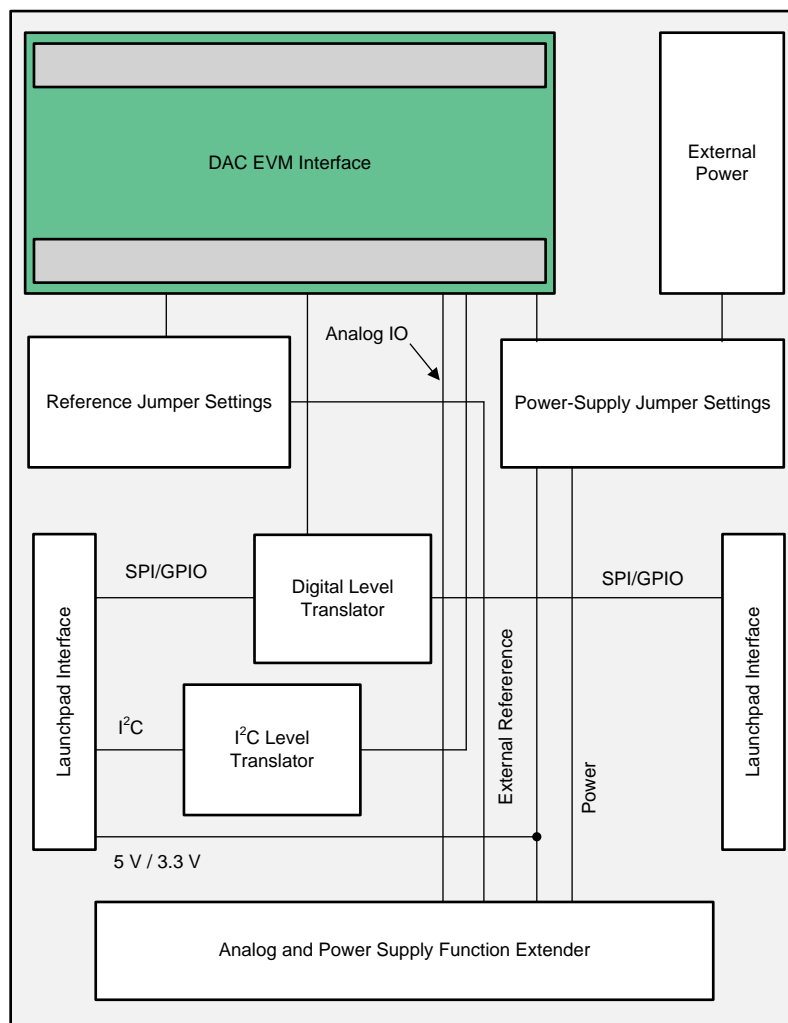 DAC EVM Interface
External
Power
Analog IO
Reference Jumper Settings
Power-Supply Jumper Settings
Launchpad Interface
SPI/GPIO
Digital Level
Translator
SPI/GPIO
Launchpad Interface
I²C
I²C Level
Translator
External Refererence
Power
5 V / 3.3 V
Analog and Power Supply Function Extender